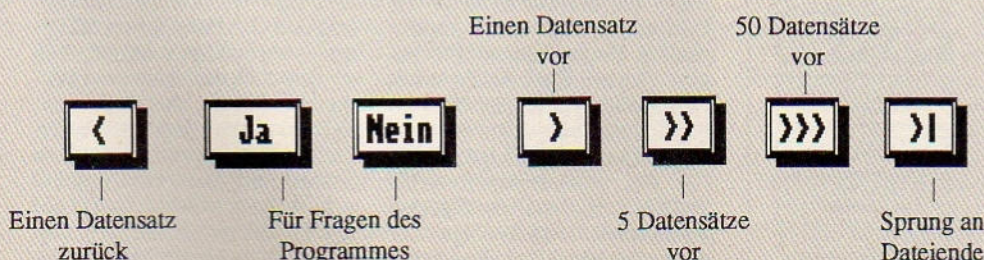 Einen Datensatz
vor
50 Datensätze
vor
<
Ja
Nein
>
>>
>>>
>|
Einen Datensatz
zurück
Für Fragen des
Programmes
5 Datensätze
vor
Sprung an
Dateiende